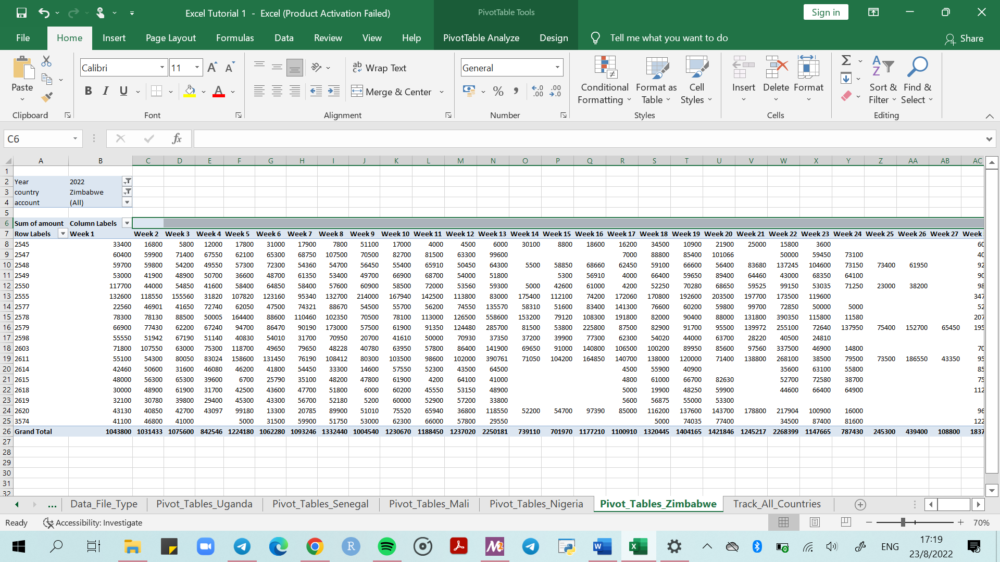 Excel Tutorial 1 - Excel (Product Activation Failed)
PivotTable Tools
Sign in
File Home Insert Page Layout Formulas Data Review View Help PivotTable Analyze Design Tell me what you want to do Share
Paste
Clipboard
Calibri 11
B I U A
Font
Wrap Text
Merge & Center
Alignment
General
% ,
Number
Conditional Formatting
Format as Table
Cell Styles
Styles
Insert Delete Format
Cells
Sort & Filter
Find & Select
Editing
C6 fx
A B C D E F G H I J K L M N O P Q R S T U V W X Y Z AA AB AC
1
2 Year 2022
3 country Zimbabwe
4 account (All)
5
6 Sum of amount Column Labels
7 Row Labels Week 1 Week 2 Week 3 Week 4 Week 5 Week 6 Week 7 Week 8 Week 9 Week 10 Week 11 Week 12 Week 13 Week 14 Week 15 Week 16 Week 17 Week 18 Week 19 Week 20 Week 21 Week 22 Week 23 Week 24 Week 25 Week 26 Week 27 Week
8 2545 33400 16800 5800 12000 17800 31000 17900 7800 51100 17000 4000 4500 6000 30100 8800 18600 16200 34500 10900 21900 25000 15800 3600 60
9 2547 60400 59900 71400 67550 62100 65300 68750 107500 70500 82700 81500 63300 99600 7000 88800 85400 101066 50000 59450 73100 40
10 2548 59700 59800 54200 49550 57300 72300 54360 54700 56450 55400 65910 50450 64300 5500 58850 68660 62450 59100 66600 56400 83680 137245 104600 73150 73400 61950 92
11 2549 53000 41900 48900 50700 36600 48700 61350 53400 49700 66900 68700 54000 51800 5300 56910 4000 66400 59650 89400 64460 43000 68350 64100 90
12 2550 117700 44000 54850 41600 58400 64850 58400 57600 60900 58500 72000 53560 59300 5000 42600 61000 4200 52250 70280 68650 59525 99150 53035 71250 23000 38200 98
13 2555 132600 118550 155560 31820 107820 123160 95340 132700 214000 167940 142500 113800 83000 175400 112100 74200 172060 170800 192600 203500 197700 173500 119600 347
14 2577 22560 46901 41650 72740 62050 47500 74321 88670 54500 55700 56200 74550 135570 58310 51600 83400 141300 76600 60200 59800 99700 72850 50000 5000 52
15 2578 78300 78130 88500 50005 164400 88600 110460 102350 70500 78100 113000 126500 558600 153200 79120 108300 191800 82000 90400 88000 131800 390350 115800 11580 207
16 2579 66900 77430 62200 67240 94700 86470 90190 173000 57500 61900 91350 124480 285700 81500 53800 225800 87500 82900 91700 95500 139972 255100 72640 137950 75400 152700 65450 195
17 2598 55550 51942 67190 51140 40830 54010 31700 70950 20700 41610 50000 70930 37350 37200 39900 77300 62300 54020 44000 63700 28220 40500 24810
18 2603 71800 107550 63000 75300 118700 49650 79650 48228 40780 63950 57800 86400 141900 69650 91000 140800 106500 100200 89950 85600 97560 337500 46900 14800 70
19 2611 55100 54300 80050 83024 158600 131450 76190 108412 80300 103500 98600 102000 390761 71050 104200 164850 140700 138000 120000 71400 138800 268100 38500 79500 73500 186550 43350 95
20 2614 42460 50600 31600 46080 46200 41800 54450 33300 14600 57550 52300 43500 64500 4500 55900 40900 35600 63100 55800 85
21 2615 48000 56300 65300 39600 6700 25790 35100 48200 47800 61900 4200 64100 41000 4800 61000 66700 82630 52700 72580 38700 75
22 2618 30000 48900 61900 31700 42500 43600 47700 51800 6000 60200 45550 53150 48900 5000 19900 48250 59900 44600 66400 64900 112
23 2619 32100 30780 39800 29400 45300 43300 56700 52180 5200 60000 52900 57200 33800 5600 56875 55000 53300
24 2620 43130 40850 42700 43097 99180 13300 20785 89900 51010 75520 65940 36800 118550 52200 54700 97390 85000 116200 137600 143700 178800 217904 100900 16000 96
25 3574 41100 46800 41000 5000 31500 59900 51750 53000 62300 66000 57800 29550 5000 74035 77400 34500 87400 81600 122
26 Grand Total 1043800 1031433 1075600 842546 1224180 1062280 1093246 1332440 1004540 1230670 1188450 1237020 2250181 739110 701970 1177210 1100910 1320445 1404165 1421846 1245217 2268399 1147665 787430 245300 439400 108800 1837
27
28
29
30
31
32
... Data_File_Type Pivot_Tables_Uganda Pivot_Tables_Senegal Pivot_Tables_Mali Pivot_Tables_Nigeria Pivot_Tables_Zimbabwe Track_All_Countries
Ready Accessibility: Investigate 70%
ENG 17:19
23/8/2022